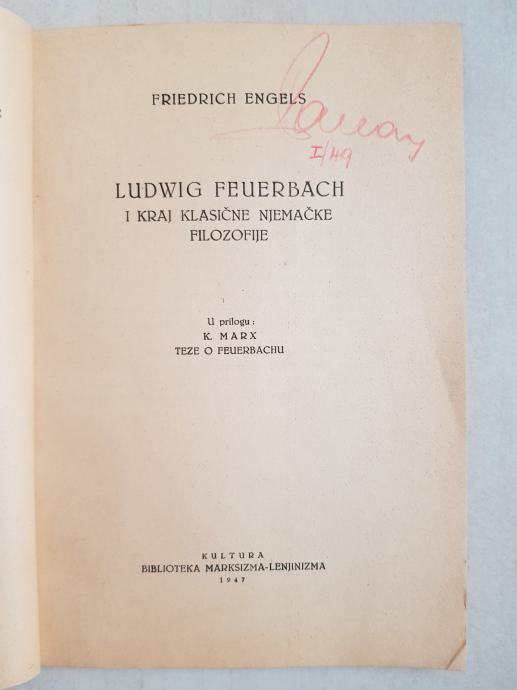 FRIEDRICH ENGELS
I/49
LUDWIG FEUERBACH
I KRAJ KLASIČNE NJEMAČKE
FILOZOFIJE
U prilogu:
K. MARX
TEZE O FEUERBACHU
KULTURA
BIBLIOTEKA MARKSIZMA-LENJINIZMA
1947